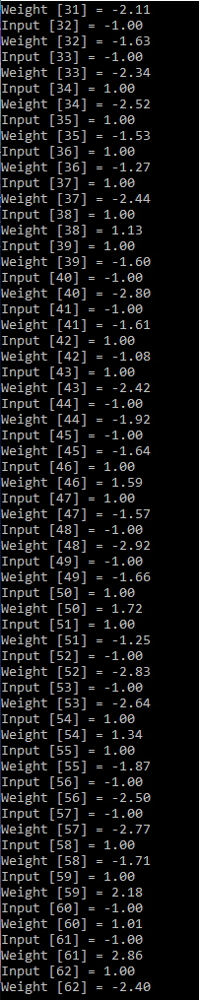 Weight [31] = -2.11
Input [32] = -1.00
Weight [32] = -1.63
Input [33] = -1.00
Weight [33] = -2.34
Input [34] = 1.00
Weight [34] = -2.52
Input [35] = 1.00
Weight [35] = -1.53
Input [36] = 1.00
Weight [36] = -1.27
Input [37] = 1.00
Weight [37] = -2.44
Input [38] = 1.00
Weight [38] = 1.13
Input [39] = 1.00
Weight [39] = -1.60
Input [40] = -1.00
Weight [40] = -2.80
Input [41] = -1.00
Weight [41] = -1.61
Input [42] = 1.00
Weight [42] = -1.08
Input [43] = 1.00
Weight [43] = -2.42
Input [44] = -1.00
Weight [44] = -1.92
Input [45] = -1.00
Weight [45] = -1.64
Input [46] = 1.00
Weight [46] = 1.59
Input [47] = 1.00
Weight [47] = -1.57
Input [48] = -1.00
Weight [48] = -2.92
Input [49] = -1.00
Weight [49] = -1.66
Input [50] = 1.00
Weight [50] = 1.72
Input [51] = 1.00
Weight [51] = -1.25
Input [52] = -1.00
Weight [52] = -2.83
Input [53] = -1.00
Weight [53] = -2.64
Input [54] = 1.00
Weight [54] = 1.34
Input [55] = 1.00
Weight [55] = -1.87
Input [56] = -1.00
Weight [56] = -2.50
Input [57] = -1.00
Weight [57] = -2.77
Input [58] = 1.00
Weight [58] = -1.71
Input [59] = 1.00
Weight [59] = 2.18
Input [60] = -1.00
Weight [60] = 1.01
Input [61] = -1.00
Weight [61] = 2.86
Input [62] = 1.00
Weight [62] = -2.40